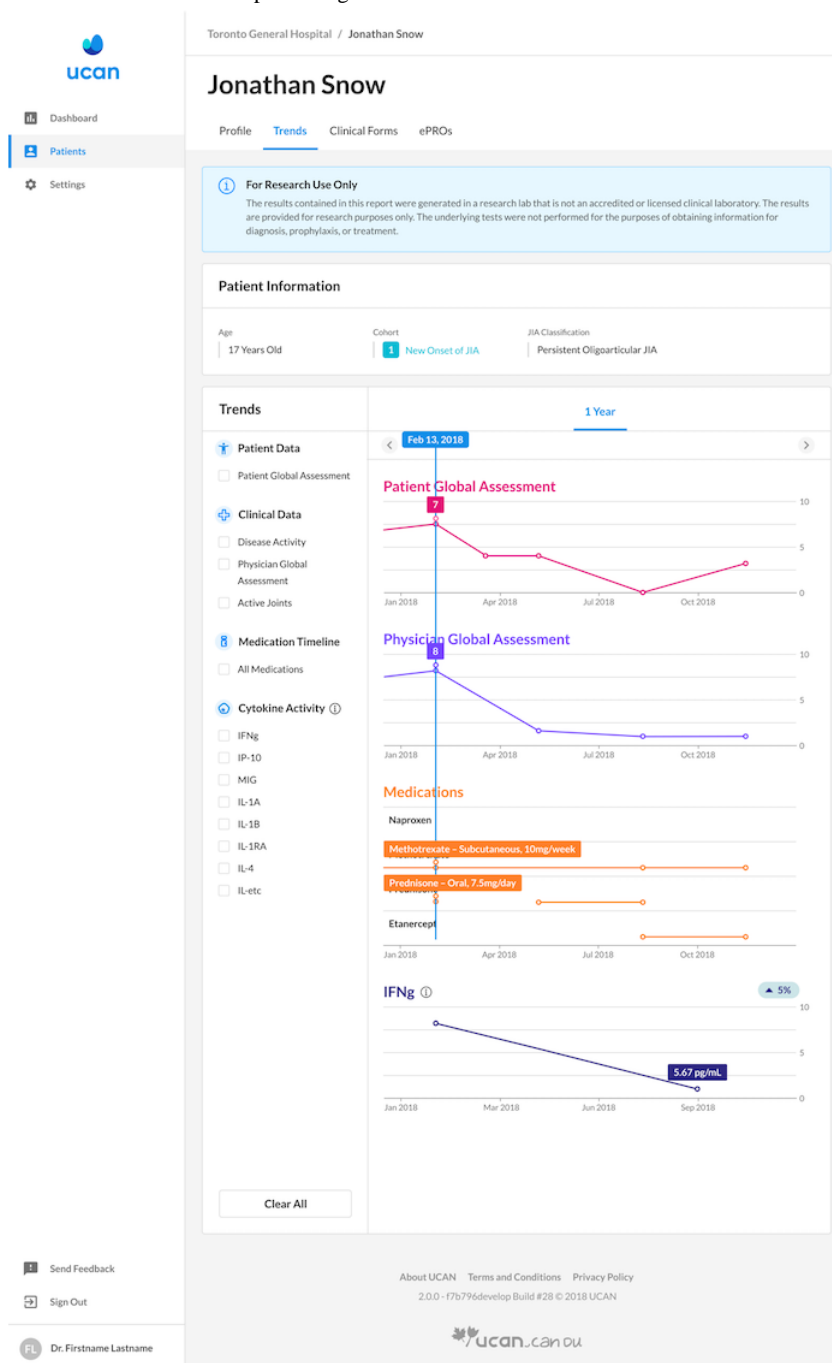 Toronto General Hospital / Jonathan Snow
ucan
Jonathan Snow
Dashboard
Patients
Settings
Profile Trends Clinical Forms ePROs
For Research Use Only
The results contained in this report were generated in a research lab that is not an accredited or licensed clinical laboratory. The results
are provided for research purposes only. The underlying tests were not performed for the purposes of obtaining information for
diagnosis, prophylaxis, or treatment.
Patient Information
Age
17 Years Old
Cohort
1 New Onset of JIA
JIA Classification
Persistent Oligoarticular JIA
Trends
Patient Data
Patient Global Assessment
Clinical Data
Disease Activity
Physician Global
Assessment
Active Joints
Medication Timeline
All Medications
Cytokine Activity
IFNg
IP-10
MIG
IL-1A
IL-1B
IL-1RA
IL-4
IL-etc
Clear All
1 Year
Feb 13, 2018
Patient Global Assessment
7
10
5
0
Jan 2018 Apr 2018 Jul 2018 Oct 2018
Physician Global Assessment
8
10
5
0
Jan 2018 Apr 2018 Jul 2018 Oct 2018
Medications
Naproxen
Methotrexate – Subcutaneous, 10mg/week
Prednisone – Oral, 7.5mg/day
Etanercept
Jan 2018 Apr 2018 Jul 2018 Oct 2018
IFNg
5%
10
5
5.67 pg/mL
0
Jan 2018 Mar 2018 Jun 2018 Sep 2018
Send Feedback
Sign Out
FL Dr. Firstname Lastname
About UCAN Terms and Conditions Privacy Policy
2.0.0 - f7b796develop Build #28 © 2018 UCAN
ucan can du